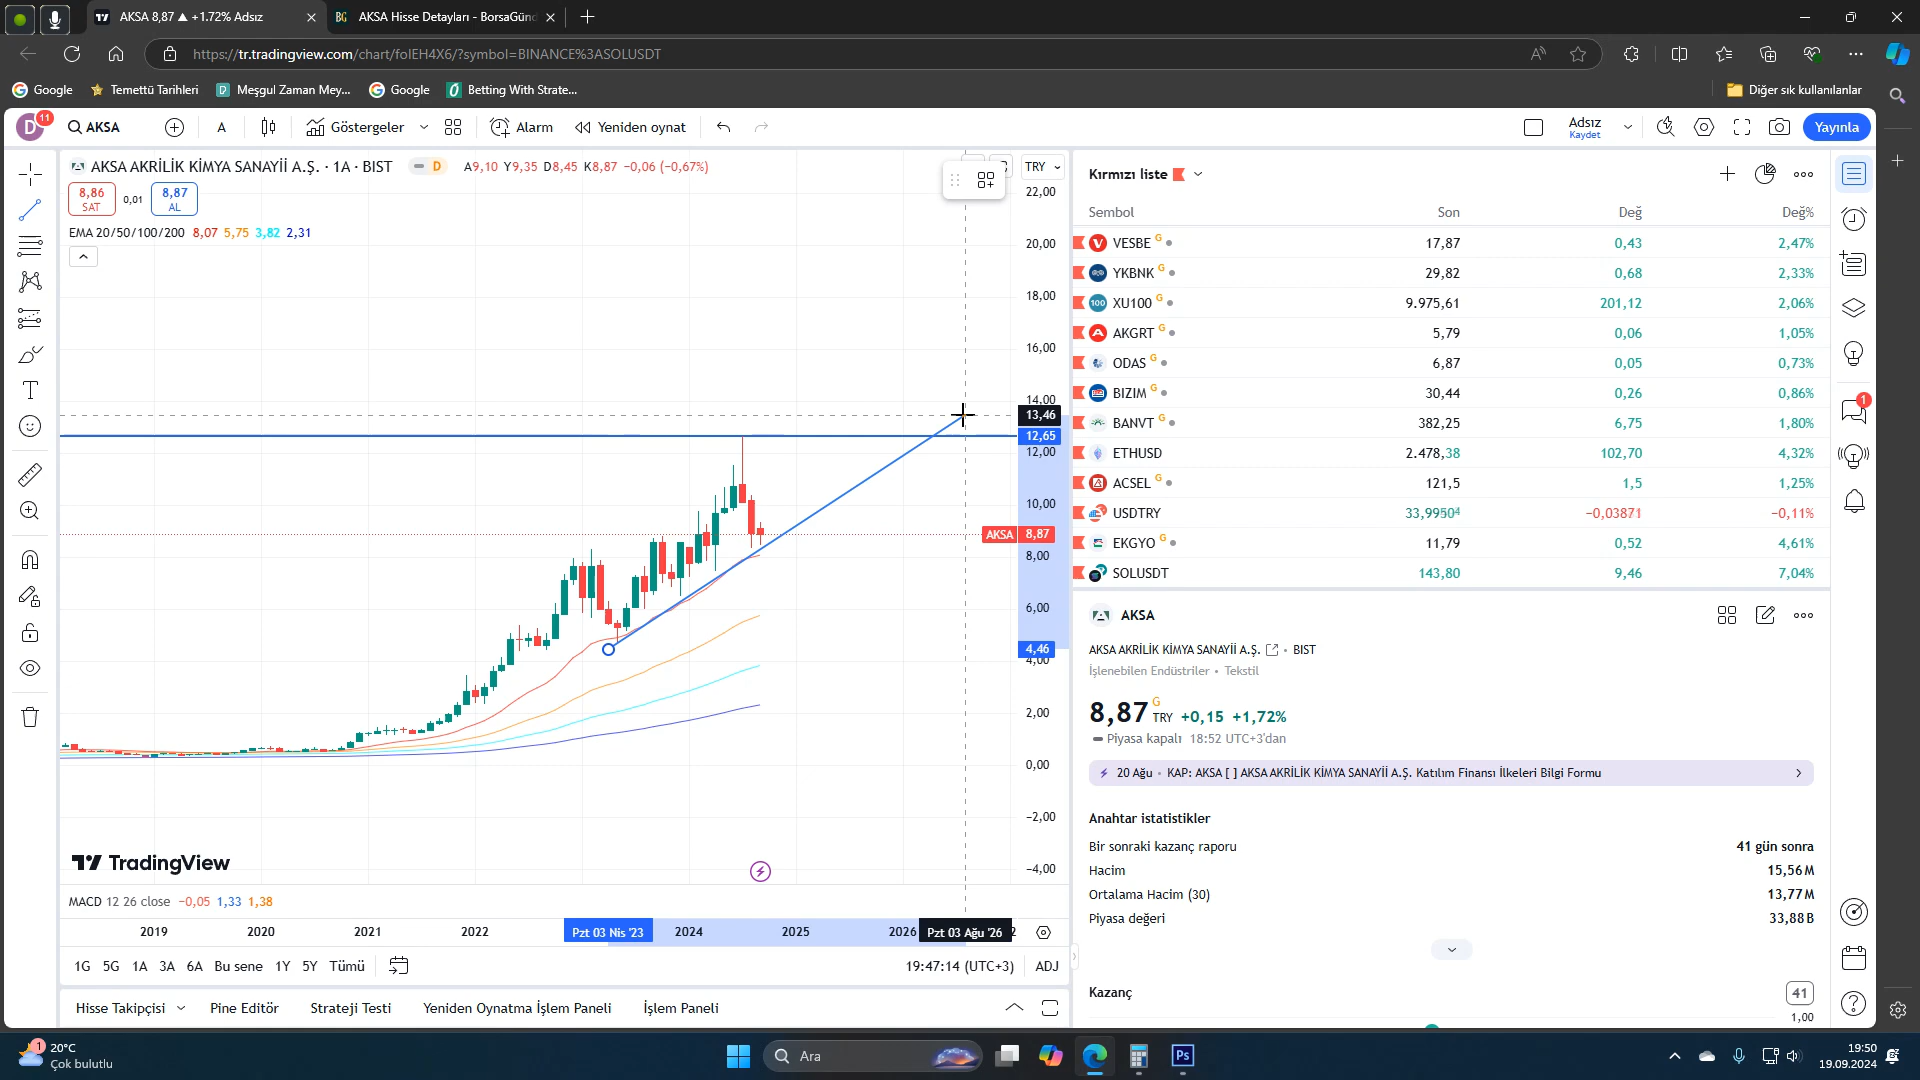 AKSA 8,87 ▲ +1.72% Adsız
AKSA Hisse Detayları - BorsaGünd
https://tr.tradingview.com/chart/folEH4X6/?symbol=BINANCE%3ASOLUSDT
Google
Temettü Tarihleri
Meşgul Zaman Mey...
Google
Betting With Strate...
Diğer sık kullanılanlar
D
11
AKSA
A
Göstergeler
Alarm
Yeniden oynat
Adsız
Kaydet
Yayınla
AKSA AKRİLİK KİMYA SANAYİİ A.Ş. · 1A · BIST
D
A9,10 Y9,35 D8,45 K8,87 −0,06 (−0,67%)
8,86
SAT
0,01
8,87
AL
EMA 20/50/100/200 8,07 5,75 3,82 2,31
TRY
22,00
20,00
18,00
16,00
14,00
13,46
12,65
12,00
10,00
AKSA 8,87
8,00
6,00
4,46
4,00
2,00
0,00
−2,00
−4,00
TradingView
MACD 12 26 close −0,05 1,33 1,38
2019
2020
2021
2022
Pzt 03 Nis '23
2024
2025
2026
Pzt 03 Ağu '26
1G 5G 1A 3A 6A Bu sene 1Y 5Y Tümü
19:47:14 (UTC+3)
ADJ
Hisse Takipçisi
Pine Editör
Strateji Testi
Yeniden Oynatma İşlem Paneli
İşlem Paneli
Kırmızı liste
Sembol Son Değ Değ%
VESBE G 17,87 0,43 2,47%
YKBNK G 29,82 0,68 2,33%
100 XU100 G 9.975,61 201,12 2,06%
AKGRT G 5,79 0,06 1,05%
ODAS G 6,87 0,05 0,73%
BIZIM G 30,44 0,26 0,86%
BANVT G 382,25 6,75 1,80%
ETHUSD 2.478,38 102,70 4,32%
ACSEL G 121,5 1,5 1,25%
USDTRY 33,99504 −0,03871 −0,11%
EKGYO G 11,79 0,52 4,61%
SOLUSDT 143,80 9,46 7,04%
AKSA
AKSA AKRİLİK KİMYA SANAYİİ A.Ş. • BIST
İşlenebilen Endüstriler • Tekstil
8,87 G TRY +0,15 +1,72%
Piyasa kapalı 18:52 UTC+3'dan
20 Ağu • KAP: AKSA [ ] AKSA AKRİLİK KİMYA SANAYİİ A.Ş. Katılım Finansı İlkeleri Bilgi Formu
Anahtar istatistikler
Bir sonraki kazanç raporu 41 gün sonra
Hacim 15,56M
Ortalama Hacim (30) 13,77M
Piyasa değeri 33,88B
Kazanç
41
1,00
1
1
20°C
Çok bulutlu
Ara
Ps
19:50
19.09.2024